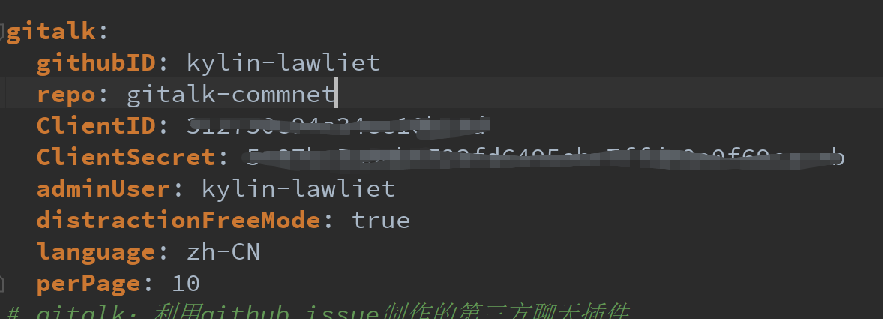 gitalk:
githubID: kylin-lawliet
repo: gitalk-commnet
ClientID:
ClientSecret:
adminUser: kylin-lawliet
distractionFreeMode: true
language: zh-CN
perPage: 10
# gitalk: 利用github issue制作的第三方聊天插件